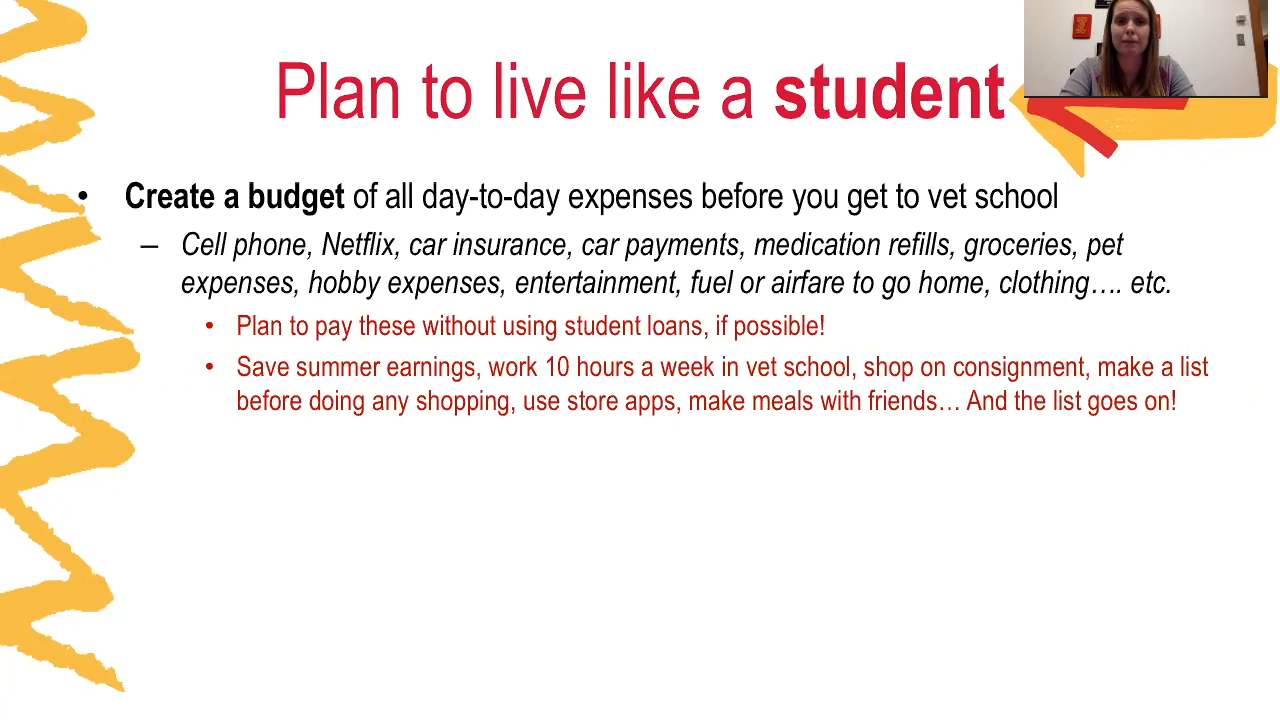 Plan to live like a student
• Create a budget of all day-to-day expenses before you get to vet school
– Cell phone, Netflix, car insurance, car payments, medication refills, groceries, pet
expenses, hobby expenses, entertainment, fuel or airfare to go home, clothing…. etc.
• Plan to pay these without using student loans, if possible!
• Save summer earnings, work 10 hours a week in vet school, shop on consignment, make a list
before doing any shopping, use store apps, make meals with friends… And the list goes on!